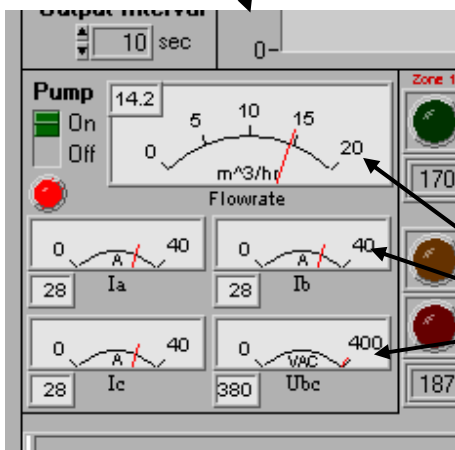 Output Interval
10 sec
0-
Pump
On
Off
14.2
0 5 10 15 20
m^3/hr
Flowrate
Zone 1
170
0 A 40
28 Ia
0 A 40
28 Ib
0 A 40
28 Ic
0 VAC 400
380 Ubc
187